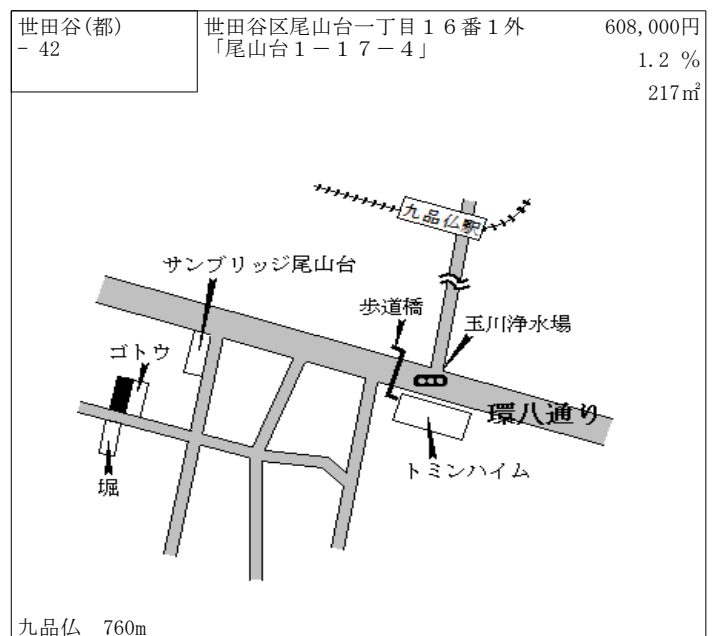 世田谷(都)
- 42
世田谷区尾山台一丁目１６番１外
「尾山台１－１７－４」
608,000円
1.2 %
217㎡
九品仏駅
サンブリッジ尾山台
歩道橋
玉川浄水場
ゴトウ
環八通り
トミンハイム
堀
九品仏 760m